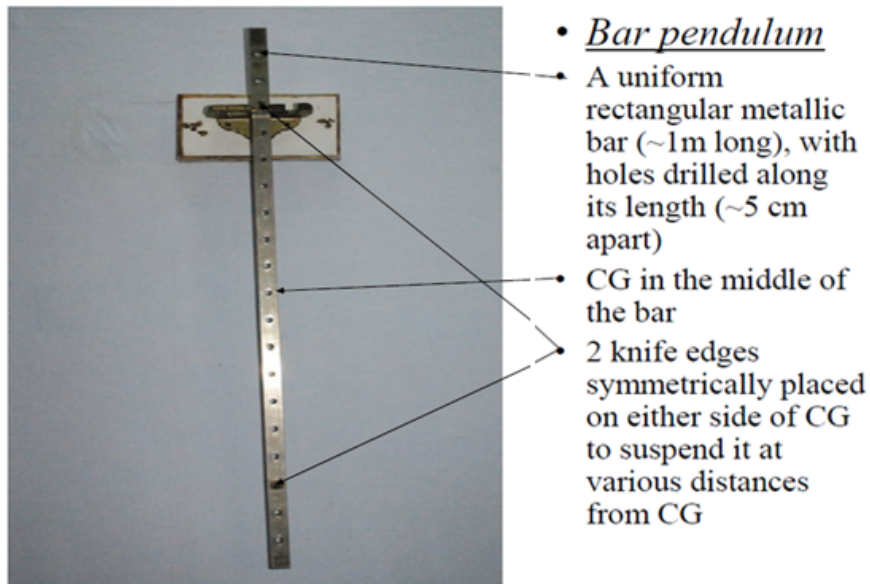 • Bar pendulum
• A uniform
rectangular metallic
bar (~1m long), with
holes drilled along
its length (~5 cm
apart)
• CG in the middle of
the bar
• 2 knife edges
symmetrically placed
on either side of CG
to suspend it at
various distances
from CG